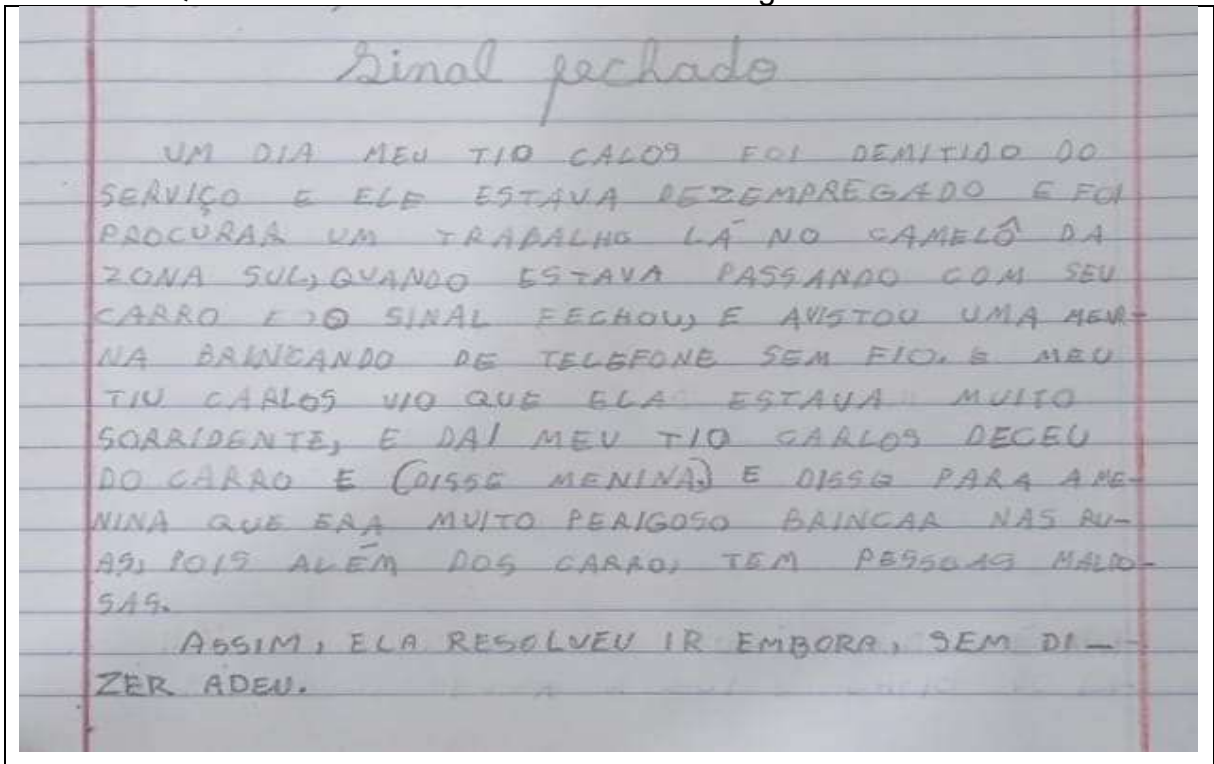 Sinal fechado
UM DIA MEU TIO CALOS FOI DEMITIDO DO
SERVIÇO E ELE ESTAVA DEZEMPREGADO E FOI
PROCURAR UM TRABALHO LÁ NO CAMELÔ DA
ZONA SUL, QUANDO ESTAVA PASSANDO COM SEU
CARRO E O SINAL FECHOU, E AVISTOU UMA MENI-
NA BRINCANDO DE TELEFONE SEM FIO. E MEU
TIU CARLOS VIO QUE ELA ESTAVA MUITO
SORRIDENTE, E DAÍ MEU TIO CARLOS DECEU
DO CARRO E (DISSE MENINA) E DISSE PARA A ME-
NINA QUE ERA MUITO PERIGOSO BRINCAR NAS RU-
AS, POIS ALÉM DOS CARRO, TEM PESSOAS MALDO-
SAS.
ASSIM, ELA RESOLVEU IR EMBORA, SEM DI-
ZER ADEU.